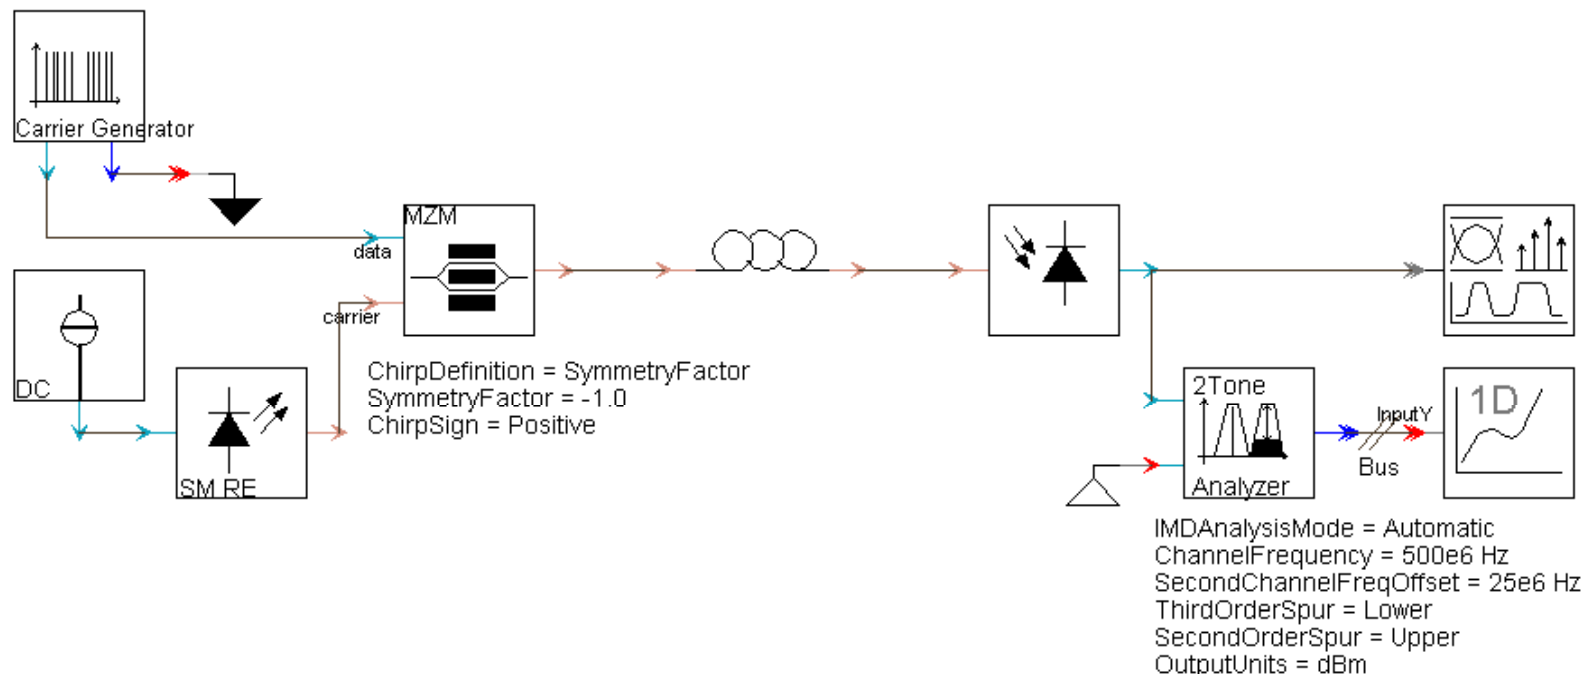 Carrier Generator
MZM
data
carrier
DC
SM RE
ChirpDefinition = SymmetryFactor
SymmetryFactor = -1.0
ChirpSign = Positive
2Tone
Analyzer
InputY
Bus
1D
IMDAnalysisMode = Automatic
ChannelFrequency = 500e6 Hz
SecondChannelFreqOffset = 25e6 Hz
ThirdOrderSpur = Lower
SecondOrderSpur = Upper
OutputUnits = dBm